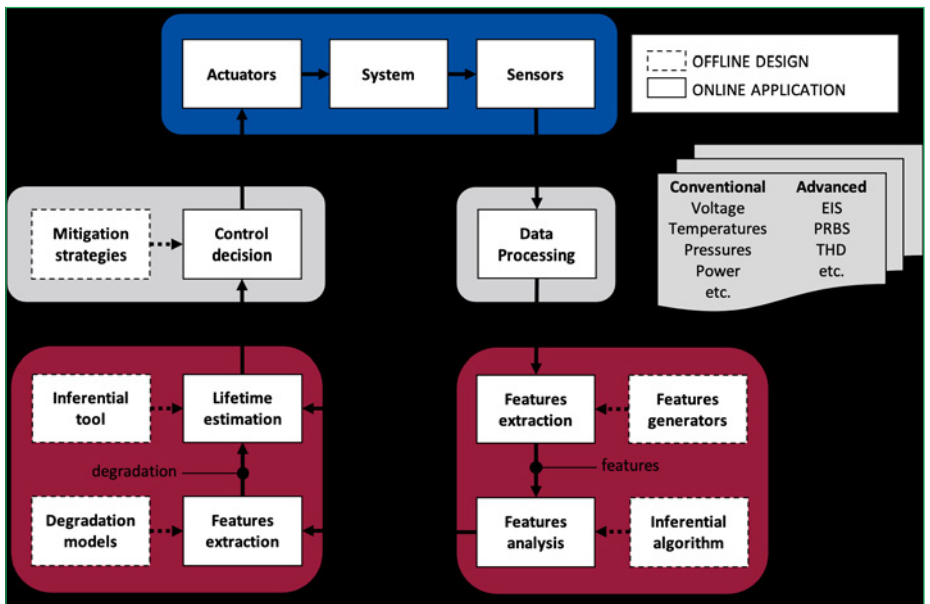 Actuators
System
Sensors
OFFLINE DESIGN
ONLINE APPLICATION
Conventional Advanced
Voltage EIS
Temperatures PRBS
Pressures THD
Power etc.
etc.
Mitigation
strategies
Control
decision
Data
Processing
Inferential
tool
Lifetime
estimation
Features
extraction
Features
generators
degradation
features
Degradation
models
Features
extraction
Features
analysis
Inferential
algorithm